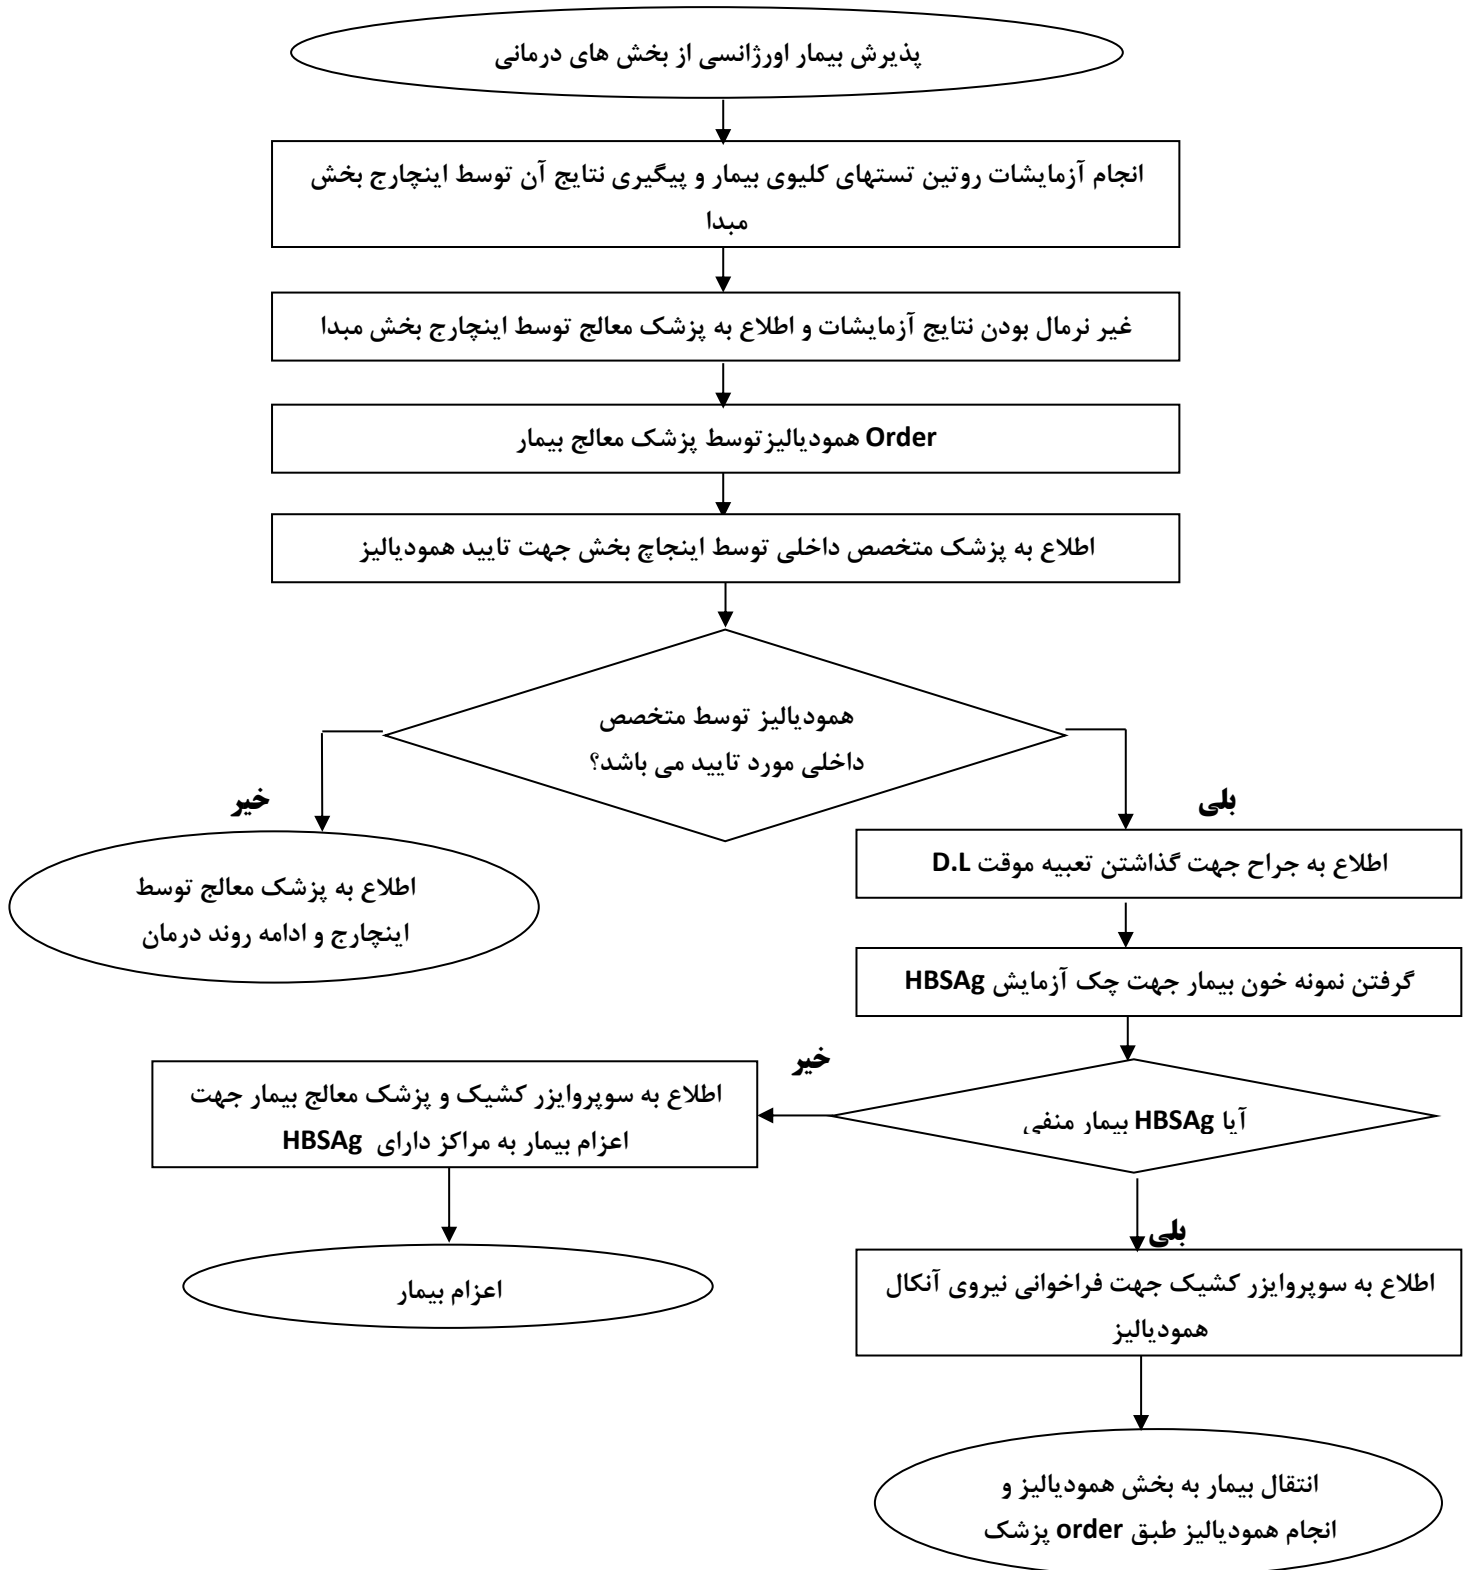 پذیرش بیمار اورژانسی از بخش های درمانی
انجام آزمایشات روتین تستهای کلیوی بیمار و پیگیری نتایج آن توسط اینچارج بخش
مبدا
غیر نرمال بودن نتایج آزمایشات و اطلاع به پزشک معالج توسط اینچارج بخش مبدا
Order همودیالیزتوسط پزشک معالج بیمار
اطلاع به پزشک متخصص داخلی توسط اینجاچ بخش جهت تایید همودیالیز
همودیالیز توسط متخصص
داخلی مورد تایید می باشد؟
بلی
خیر
اطلاع به جراح جهت گذاشتن تعبیه موقت D.L
اطلاع به پزشک معالج توسط
اینچارج و ادامه روند درمان
گرفتن نمونه خون بیمار جهت چک آزمایش HBSAg
آیا HBSAg بیمار منفی
خیر
اطلاع به سوپروایزر کشیک و پزشک معالج بیمار جهت
اعزام بیمار به مراکز دارای HBSAg
بلی
اطلاع به سوپروایزر کشیک جهت فراخوانی نیروی آنکال
همودیالیز
اعزام بیمار
انتقال بیمار به بخش همودیالیز و
انجام همودیالیز طبق order پزشک